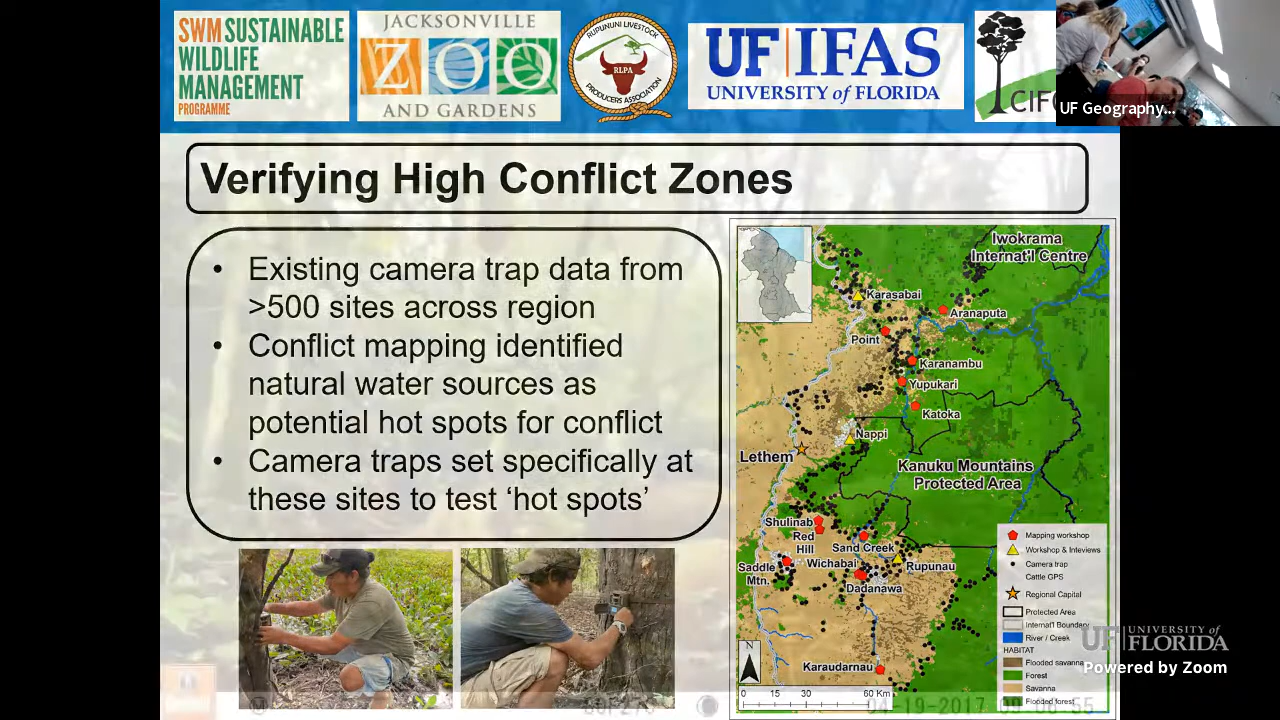 SWM SUSTAINABLE
WILDLIFE
MANAGEMENT
PROGRAMME
JACKSONVILLE
ZOO
AND GARDENS
RUPUNUNI LIVESTOCK
RLPA
PRODUCERS ASSOCIATION
UF|IFAS
UNIVERSITY of FLORIDA
CIFO
UF Geography...
Verifying High Conflict Zones
• Existing camera trap data from
>500 sites across region
• Conflict mapping identified
natural water sources as
potential hot spots for conflict
• Camera traps set specifically at
these sites to test ‘hot spots’
Iwokrama
Internat'l Centre
Karasabai
Aranaputa
Point
Karanambu
Yupukari
Katoka
Nappi
Lethem
Kanuku Mountains
Protected Area
Shulinab
Red
Hill
Sand Creek
Saddle
Mtn.
Wichabai
Rupunau
Dadanawa
Karaudarnau
N
0 15 30 60 Km
Mapping workshop
Workshop & Inteviews
Camera trap
Cattle GPS
Regional Capital
Protected Area
Internat'l Boundary
River / Creek
HABITAT
Flooded savanna
Forest
Savanna
Flooded forest
UF UNIVERSITY of
FLORIDA
Powered by Zoom
04-19-2017